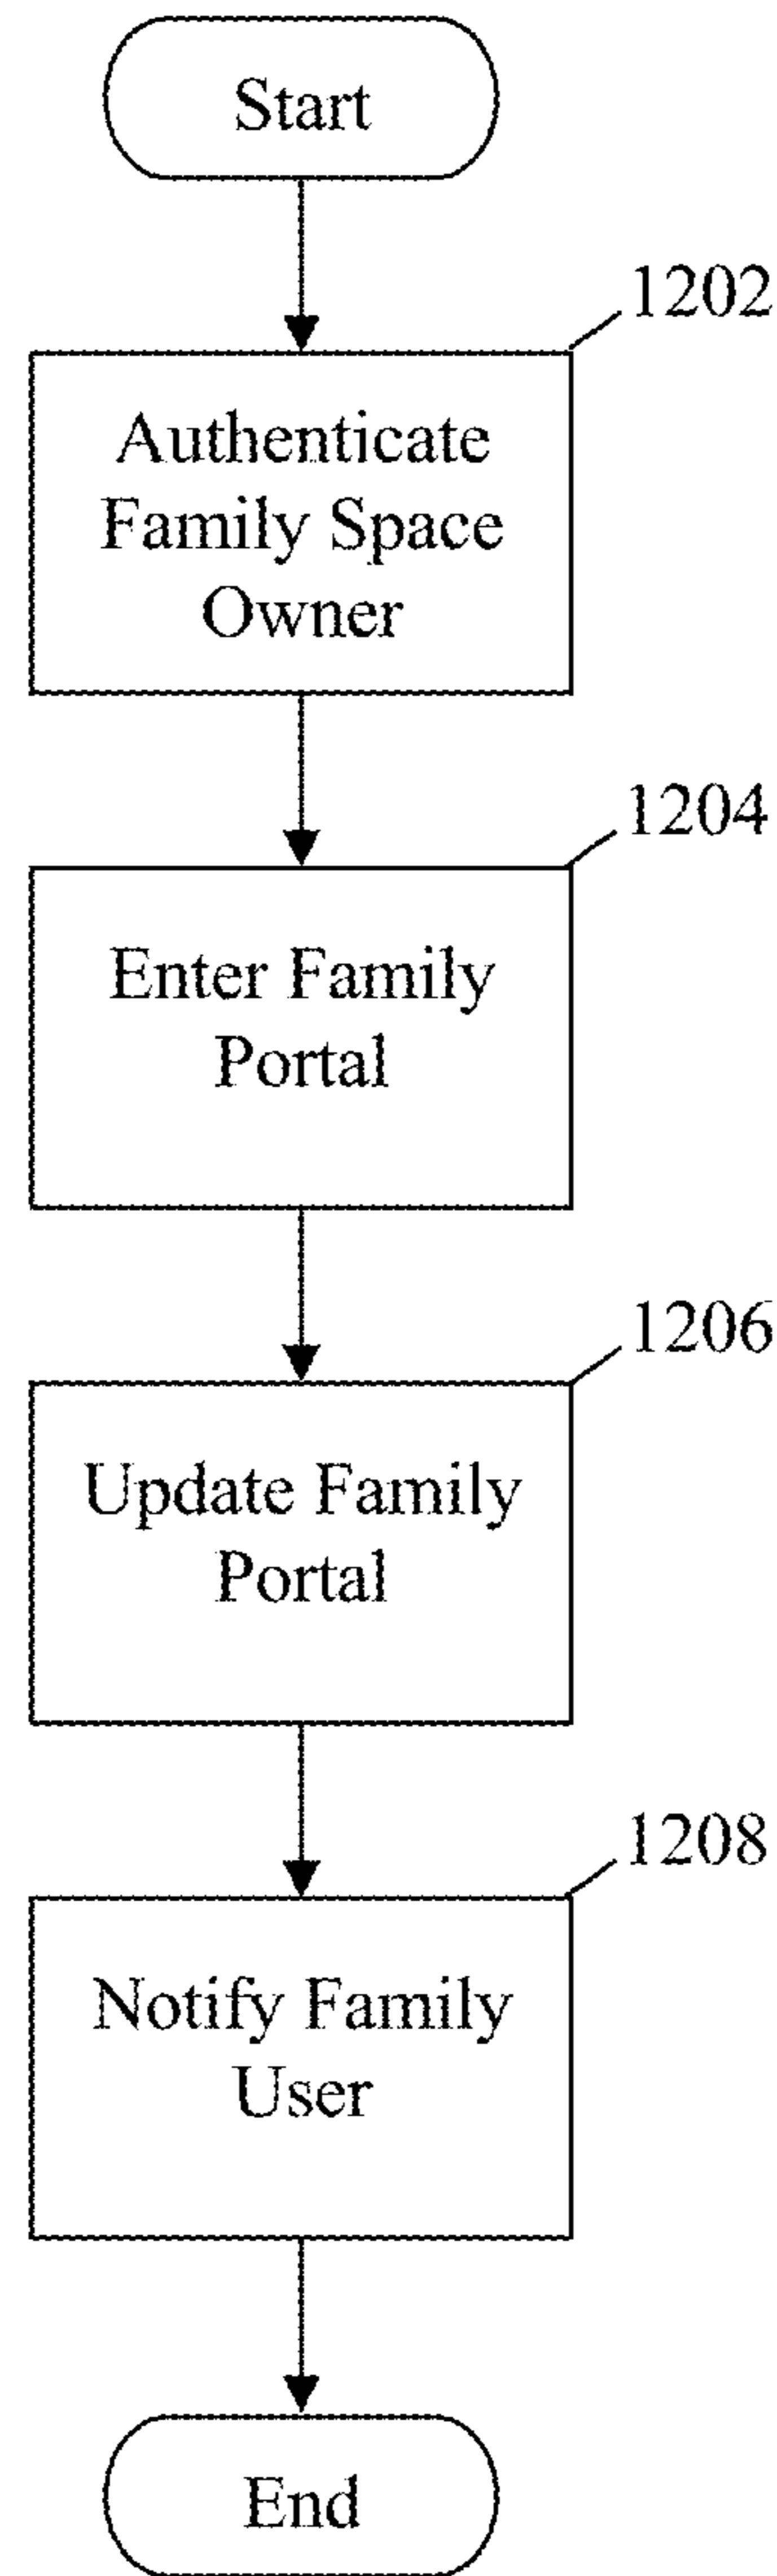 Start
1202
Authenticate
Family Space
Owner
1204
Enter Family
Portal
1206
Update Family
Portal
1208
Notify Family
User
End